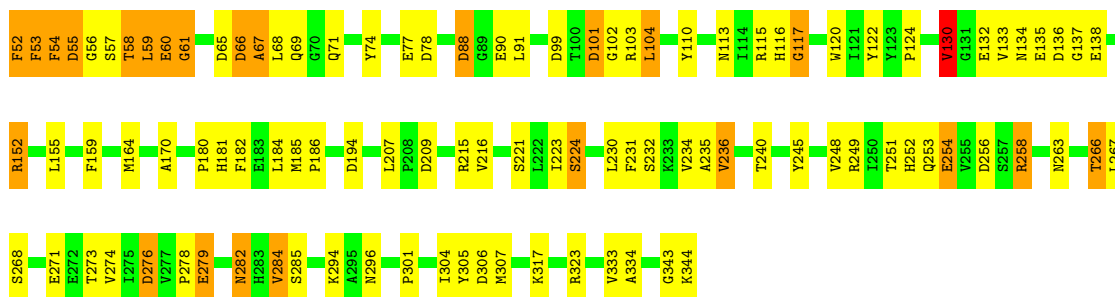 F52 F53 F54 D55 G56 S57 T58 L59 E60 G61 D65 D66 A67 L68 Q69 G70 Q71 Y74 E77 D78 D88 G89 E90 L91 D99 T100 D101 G102 R103 L104 Y110 N113 I114 R115 H116 G117 W120 I121 Y122 Y123 P124 V130 G131 E132 V133 N134 E135 D136 G137 E138
R152 L155 F159 M164 A170 P180 H181 F182 E183 L184 M185 P186 D194 L207 P208 D209 R215 V216 S221 L222 I223 S224 L230 F231 S232 K233 V234 A235 V236 T240 Y245 V248 R249 I250 T251 H252 Q253 E254 V255 D256 S257 R258 N263 T266 L267
S268 E271 E272 T273 V274 I275 D276 V277 P278 E279 N282 H283 V284 S285 K294 A295 N296 P301 I304 Y305 D306 M307 K317 R323 V333 A334 G343 K344